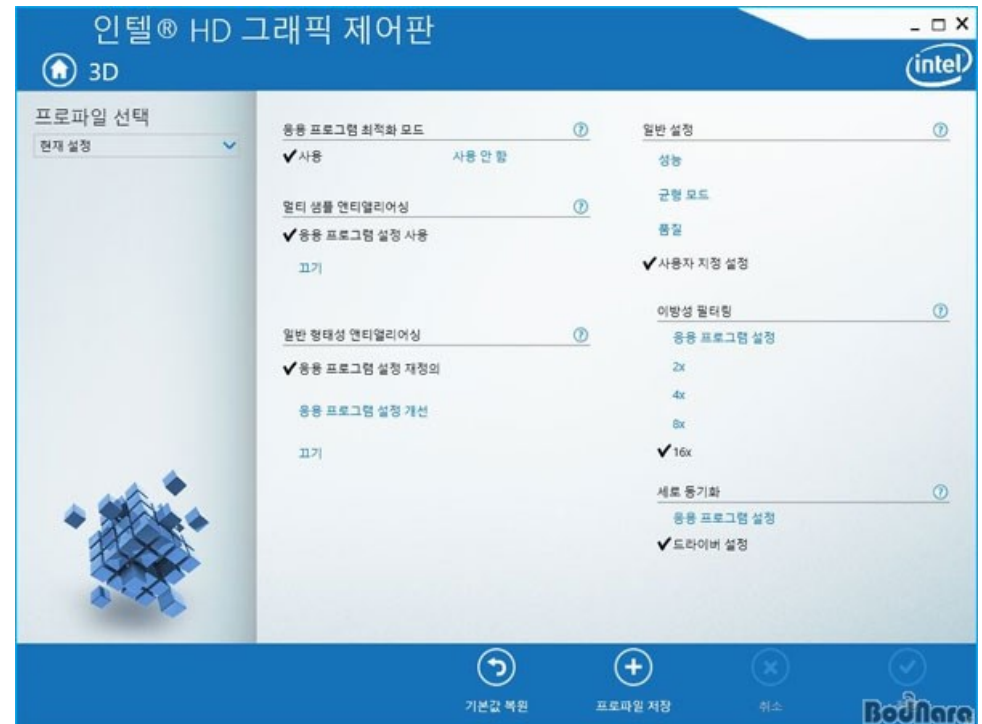 인텔® HD 그래픽 제어판
3D
intel
프로파일 선택
현재 설정
응용 프로그램 최적화 모드
사용 사용 안 함
멀티 샘플 앤티앨리어싱
응용 프로그램 설정 사용
끄기
일반 형태성 앤티앨리어싱
응용 프로그램 설정 재정의
응용 프로그램 설정 개선
끄기
일반 설정
성능
균형 모드
품질
사용자 지정 설정
이방성 필터링
응용 프로그램 설정
2x
4x
8x
16x
세로 동기화
응용 프로그램 설정
드라이버 설정
기본값 복원
프로파일 저장
취소
BodNara